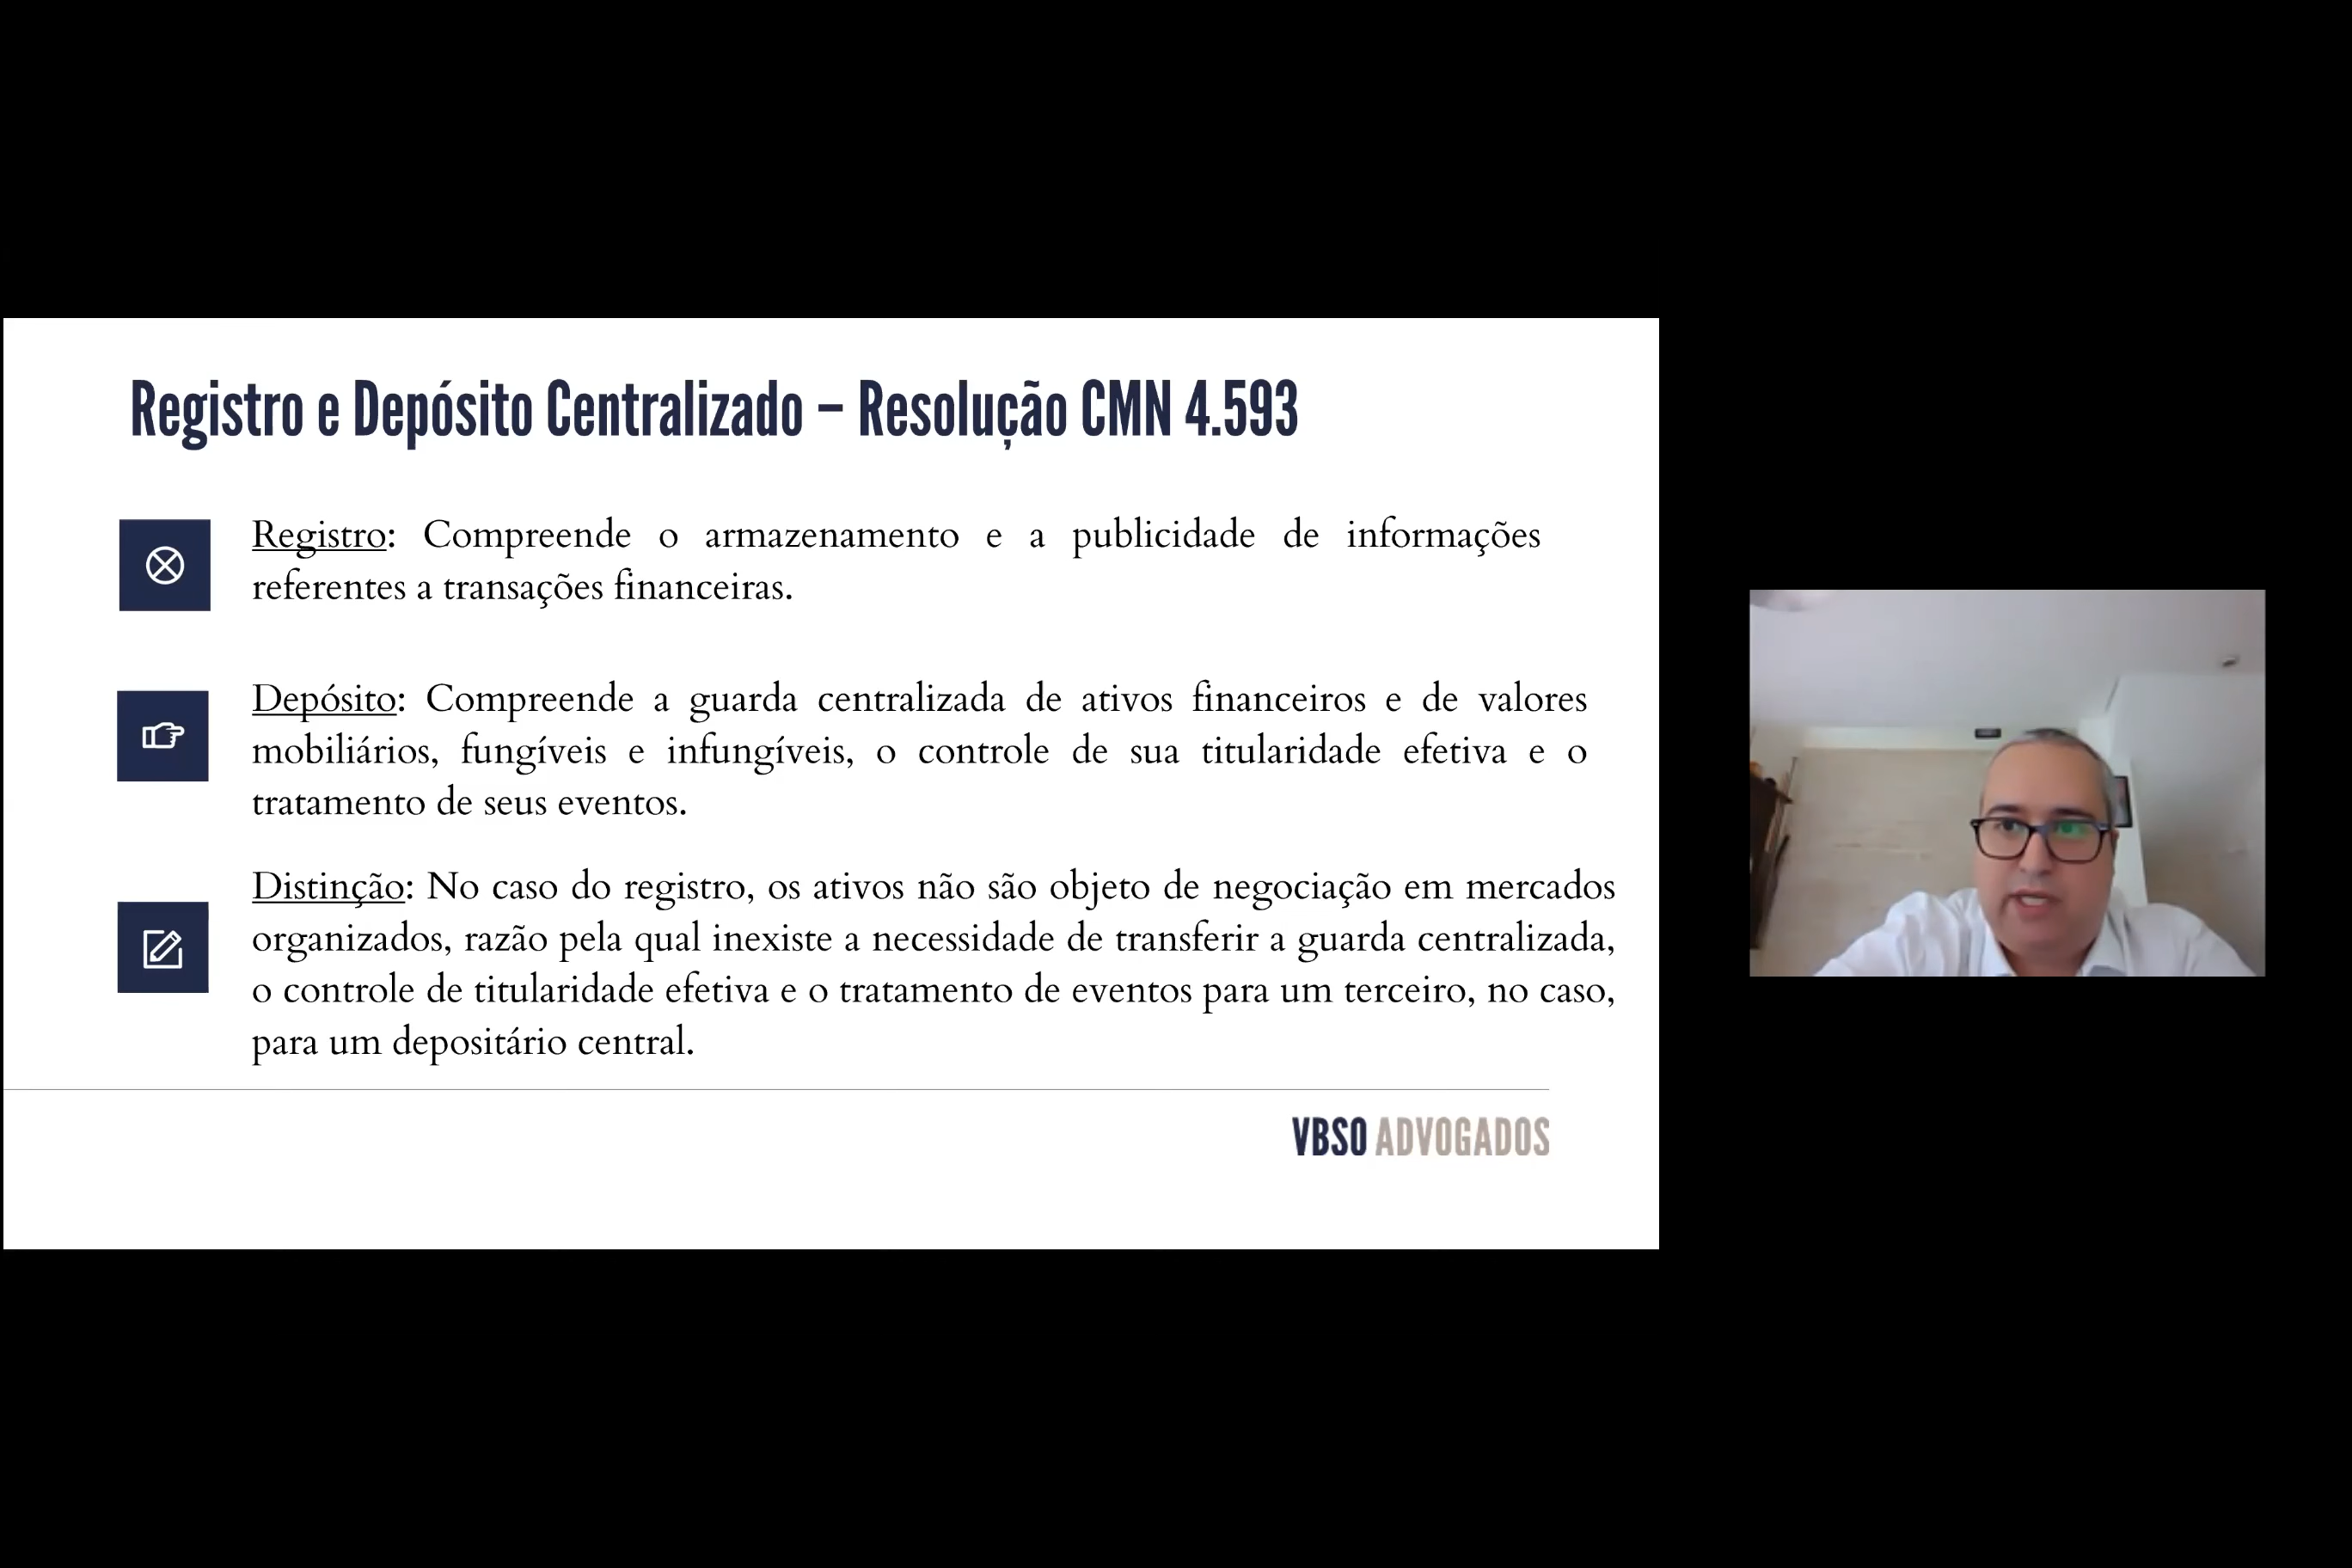 Registro e Depósito Centralizado – Resolução CMN 4.593
Registro: Compreende o armazenamento e a publicidade de informações
referentes a transações financeiras.
Depósito: Compreende a guarda centralizada de ativos financeiros e de valores
mobiliários, fungíveis e infungíveis, o controle de sua titularidade efetiva e o
tratamento de seus eventos.
Distinção: No caso do registro, os ativos não são objeto de negociação em mercados
organizados, razão pela qual inexiste a necessidade de transferir a guarda centralizada,
o controle de titularidade efetiva e o tratamento de eventos para um terceiro, no caso,
para um depositário central.
VBSO ADVOGADOS